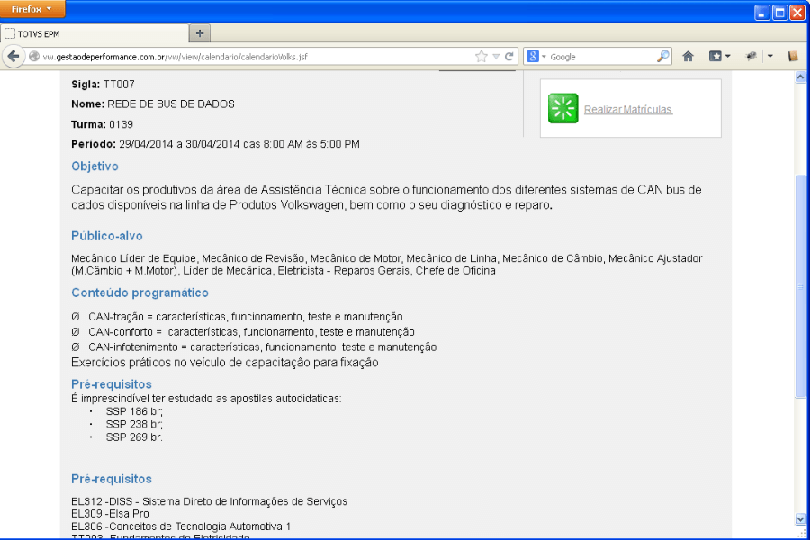 Firefox
TOTVS EPM
vw.gestaodeperformance.com.br/vw/view/calendario/calendarioVolks.jsf
Google
Sigla: TT007
Nome: REDE DE BUS DE DADOS
Turma: 0139
Período: 29/04/2014 a 30/04/2014 das 8:00 AM às 5:00 PM
Realizar Matrículas
Objetivo
Capacitar os produtivos da área de Assistência Técnica sobre o funcionamento dos diferentes sistemas de CAN bus de
dados disponíveis na linha de Produtos Volkswagen, bem como o seu diagnóstico e reparo.
Público-alvo
Mecânico Líder de Equipe, Mecânico de Revisão, Mecânico de Motor, Mecânico de Linha, Mecânico de Câmbio, Mecânico Ajustador
(M.Câmbio + M.Motor), Líder de Mecânica, Eletricista - Reparos Gerais, Chefe de Oficina
Conteúdo programático
Ø CAN-tração = características, funcionamento, teste e manutenção
Ø CAN-conforto = características, funcionamento, teste e manutenção
Ø CAN-infotenimento = características, funcionamento, teste e manutenção
Exercícios práticos no veículo de capacitação para fixação
Pré-requisitos
É imprescindível ter estudado as apostilas autodidaticas:
· SSP 186 br;
· SSP 238 br;
· SSP 269 br.
Pré-requisitos
EL312 -DISS - Sistema Direto de Informações de Serviços
EL309 -Elsa Pro
EL306 -Conceitos de Tecnologia Automotiva 1
TT003 -Fundamentos de Eletricidade